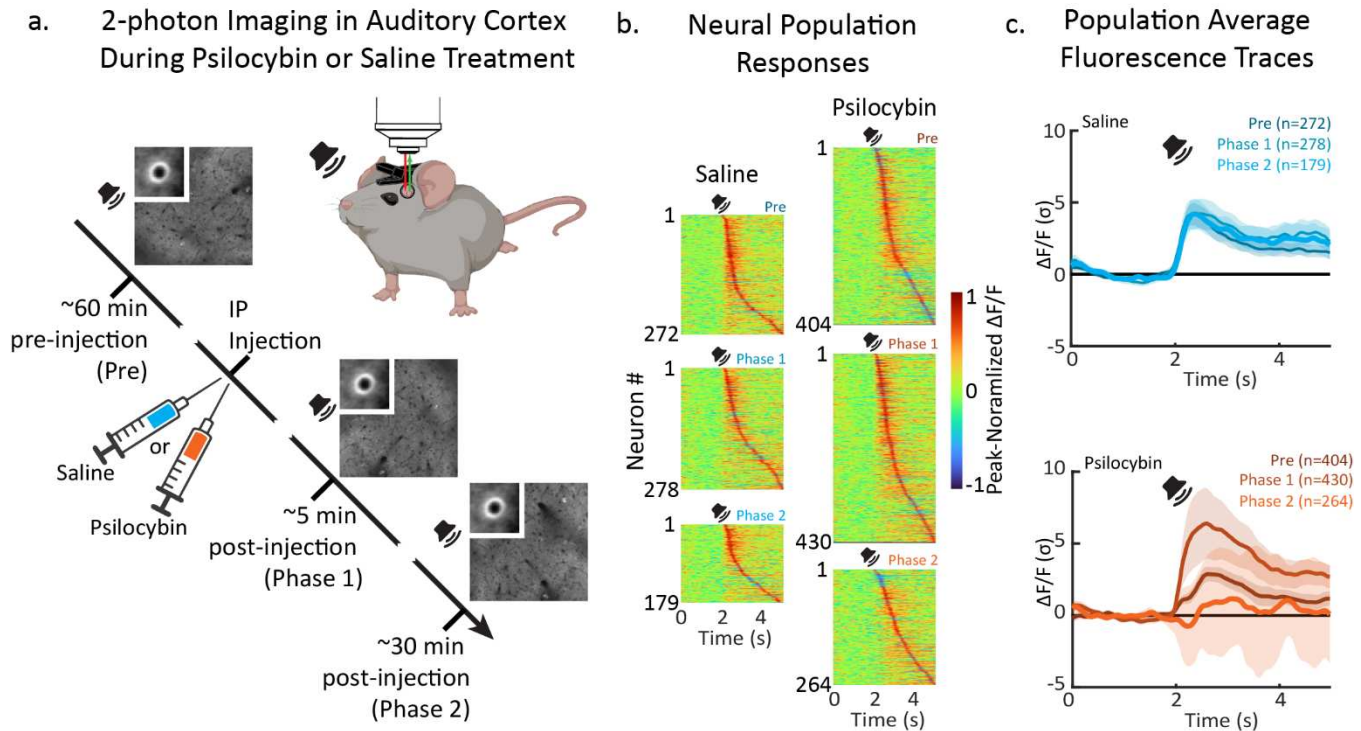 a.
2-photon Imaging in Auditory Cortex
During Psilocybin or Saline Treatment
~60 min
pre-injection
(Pre)
IP
Injection
Saline
or
Psilocybin
~5 min
post-injection
(Phase 1)
~30 min
post-injection
(Phase 2)
b.
Neural Population
Responses
Saline
Pre
1
272
Phase 1
1
278
Phase 2
1
179
Neuron #
0 2 4
Time (s)
Psilocybin
Pre
1
404
Phase 1
1
430
Phase 2
1
264
0 2 4
Time (s)
1
0
-1
Peak-Noramlized ΔF/F
c.
Population Average
Fluorescence Traces
Saline
Pre (n=272)
Phase 1 (n=278)
Phase 2 (n=179)
10
5
0
-5
ΔF/F (σ)
0 2 4
Time (s)
Psilocybin
Pre (n=404)
Phase 1 (n=430)
Phase 2 (n=264)
10
5
0
-5
ΔF/F (σ)
0 2 4
Time (s)